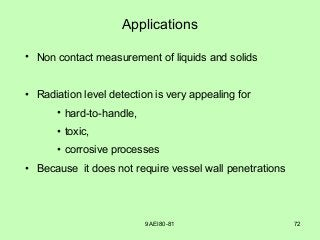 Applications
• Non contact measurement of liquids and solids
• Radiation level detection is very appealing for
• hard-to-handle,
• toxic,
• corrosive processes
• Because it does not require vessel wall penetrations
9AEI80-81
72